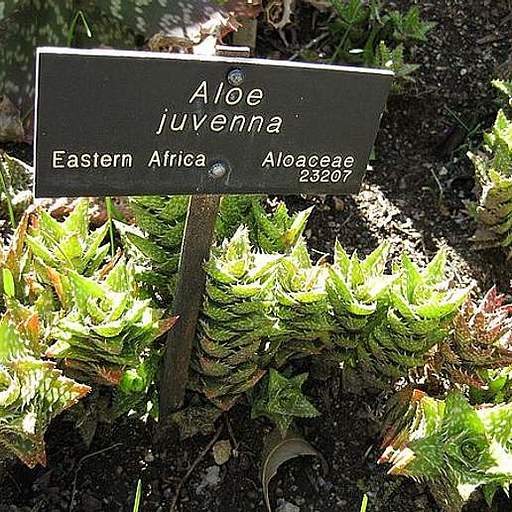 Aloe
juvenna
Eastern Africa Aloaceae
23207